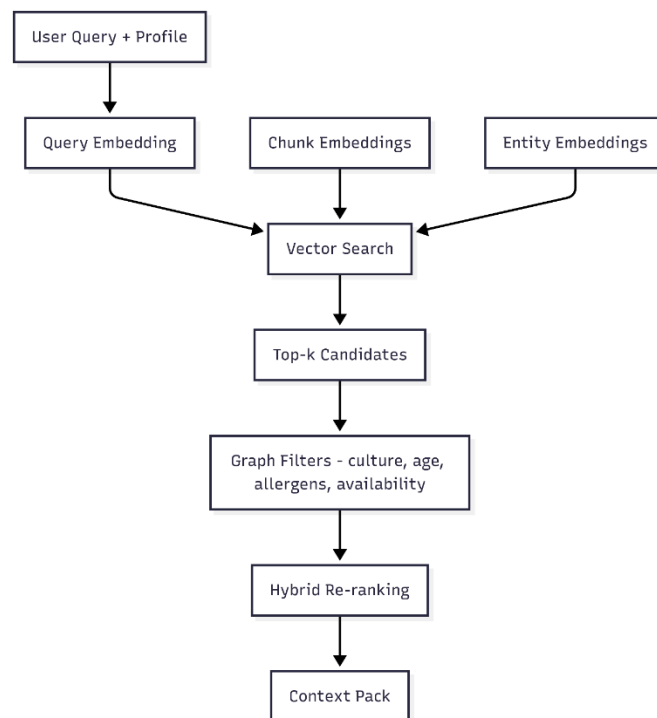 User Query + Profile
Query Embedding
Chunk Embeddings
Entity Embeddings
Vector Search
Top-k Candidates
Graph Filters - culture, age,
allergens, availability
Hybrid Re-ranking
Context Pack